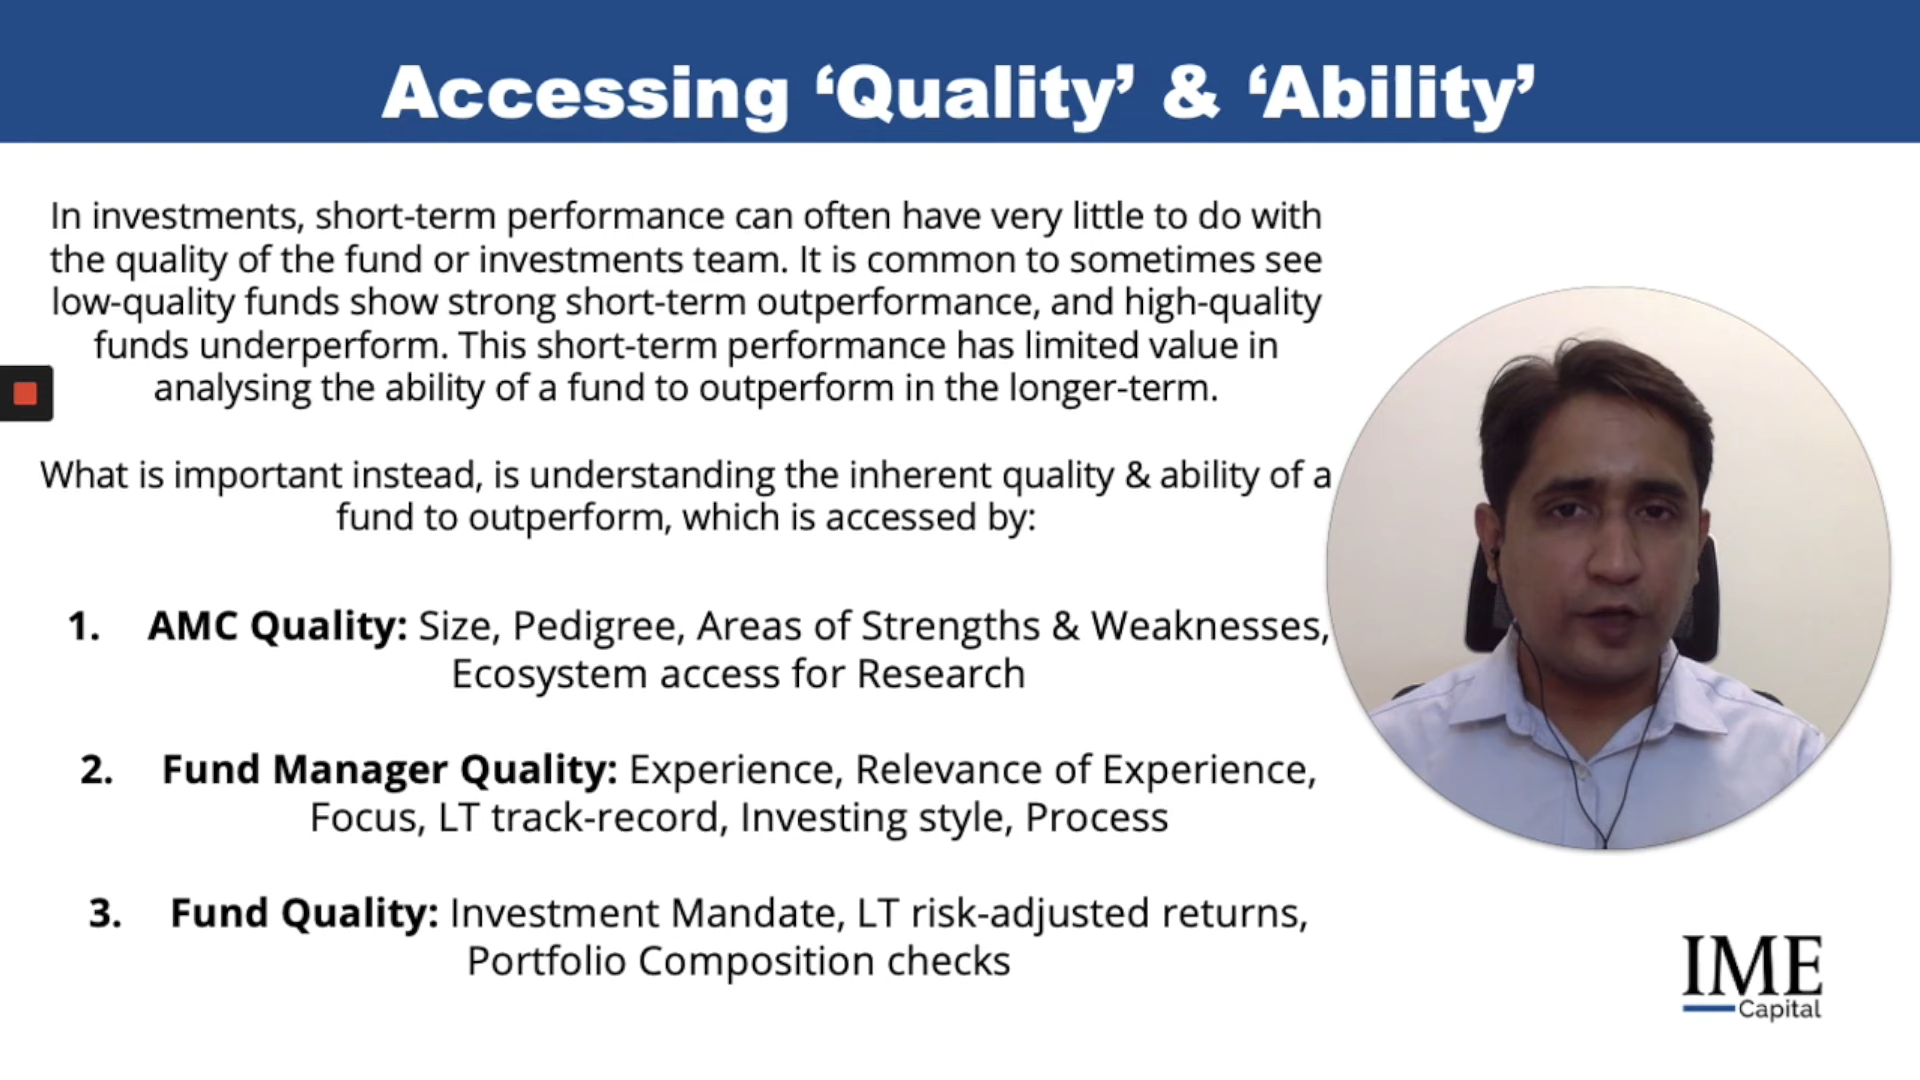 Accessing ‘Quality’ & ‘Ability’
In investments, short-term performance can often have very little to do with
the quality of the fund or investments team. It is common to sometimes see
low-quality funds show strong short-term outperformance, and high-quality
funds underperform. This short-term performance has limited value in
analysing the ability of a fund to outperform in the longer-term.
What is important instead, is understanding the inherent quality & ability of a
fund to outperform, which is accessed by:
1. AMC Quality: Size, Pedigree, Areas of Strengths & Weaknesses,
Ecosystem access for Research
2. Fund Manager Quality: Experience, Relevance of Experience,
Focus, LT track-record, Investing style, Process
3. Fund Quality: Investment Mandate, LT risk-adjusted returns,
Portfolio Composition checks
IME
Capital